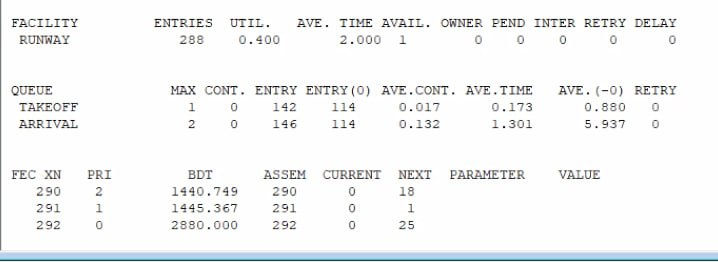 FACILITY ENTRIES UTIL. AVE. TIME AVAIL. OWNER PEND INTER RETRY DELAY
RUNWAY 288 0.400 2.000 1 0 0 0 0 0
QUEUE MAX CONT. ENTRY ENTRY(0) AVE.CONT. AVE.TIME AVE.(-0) RETRY
TAKEOFF 1 0 142 114 0.017 0.173 0.880 0
ARRIVAL 2 0 146 114 0.132 1.301 5.937 0
FEC XN PRI BDT ASSEM CURRENT NEXT PARAMETER VALUE
290 2 1440.749 290 0 18
291 1 1445.367 291 0 1
292 0 2880.000 292 0 25